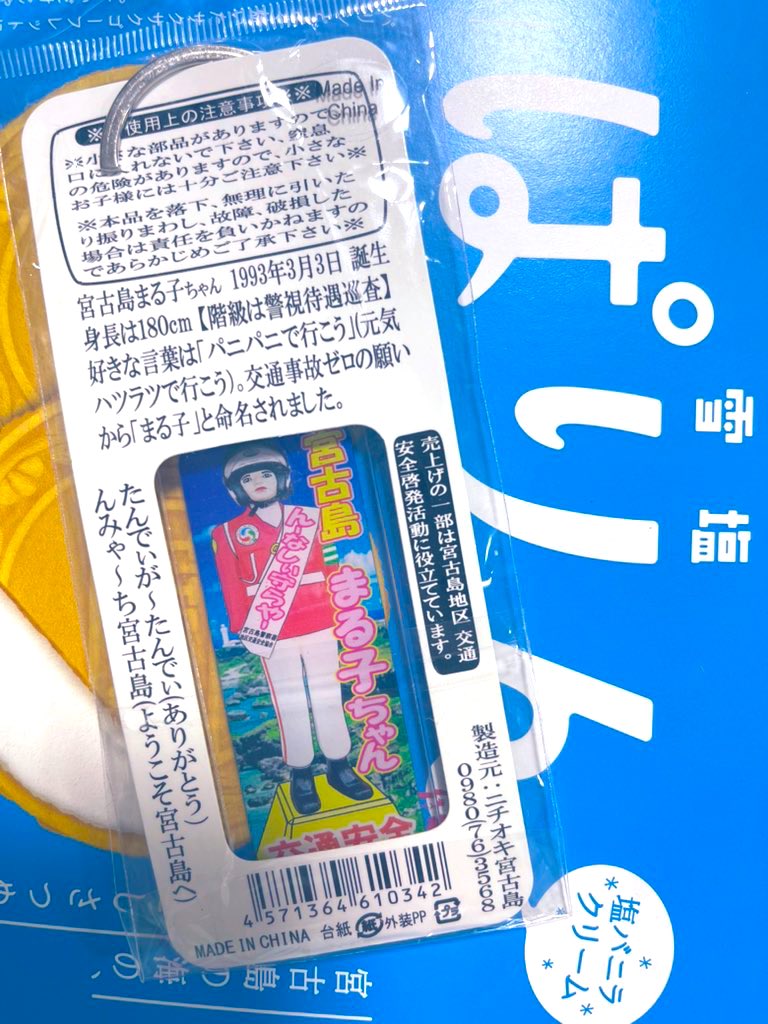 ※使用上の注意事項※
Made In
China
※小さな部品がありますので
口に入れないで下さい。窒息
の危険がありますので、小さな
お子様には十分ご注意下さい※
※本品を落下、無理に引いた
り振りまわし、故障、破損した
場合は責任を負いかねますの
であらかじめご了承下さい※
宮古島まる子ちゃん 1993年3月3日 誕生
身長は180cm【階級は警視待遇巡査】
好きな言葉は「パニパニで行こう」(元気
ハツラツで行こう)。交通事故ゼロの願い
から「まる子」と命名されました。
売上げの一部は宮古島地区 交通
安全啓発活動に役立てています。
宮古島
まる子ちゃん
宮古島警察署
交通安全
たんでぃが～たんでぃ(ありがとう)
んみゃ～ち宮古島(ようこそ宮古島へ)
製造元：ニチオキ宮古島
0980(76)3568
4 571364 610342
MADE IN CHINA 台紙 紙 外装PP プラ
雪塩
ぱりん
塩バニラ
クリーム
宮古島の海の、